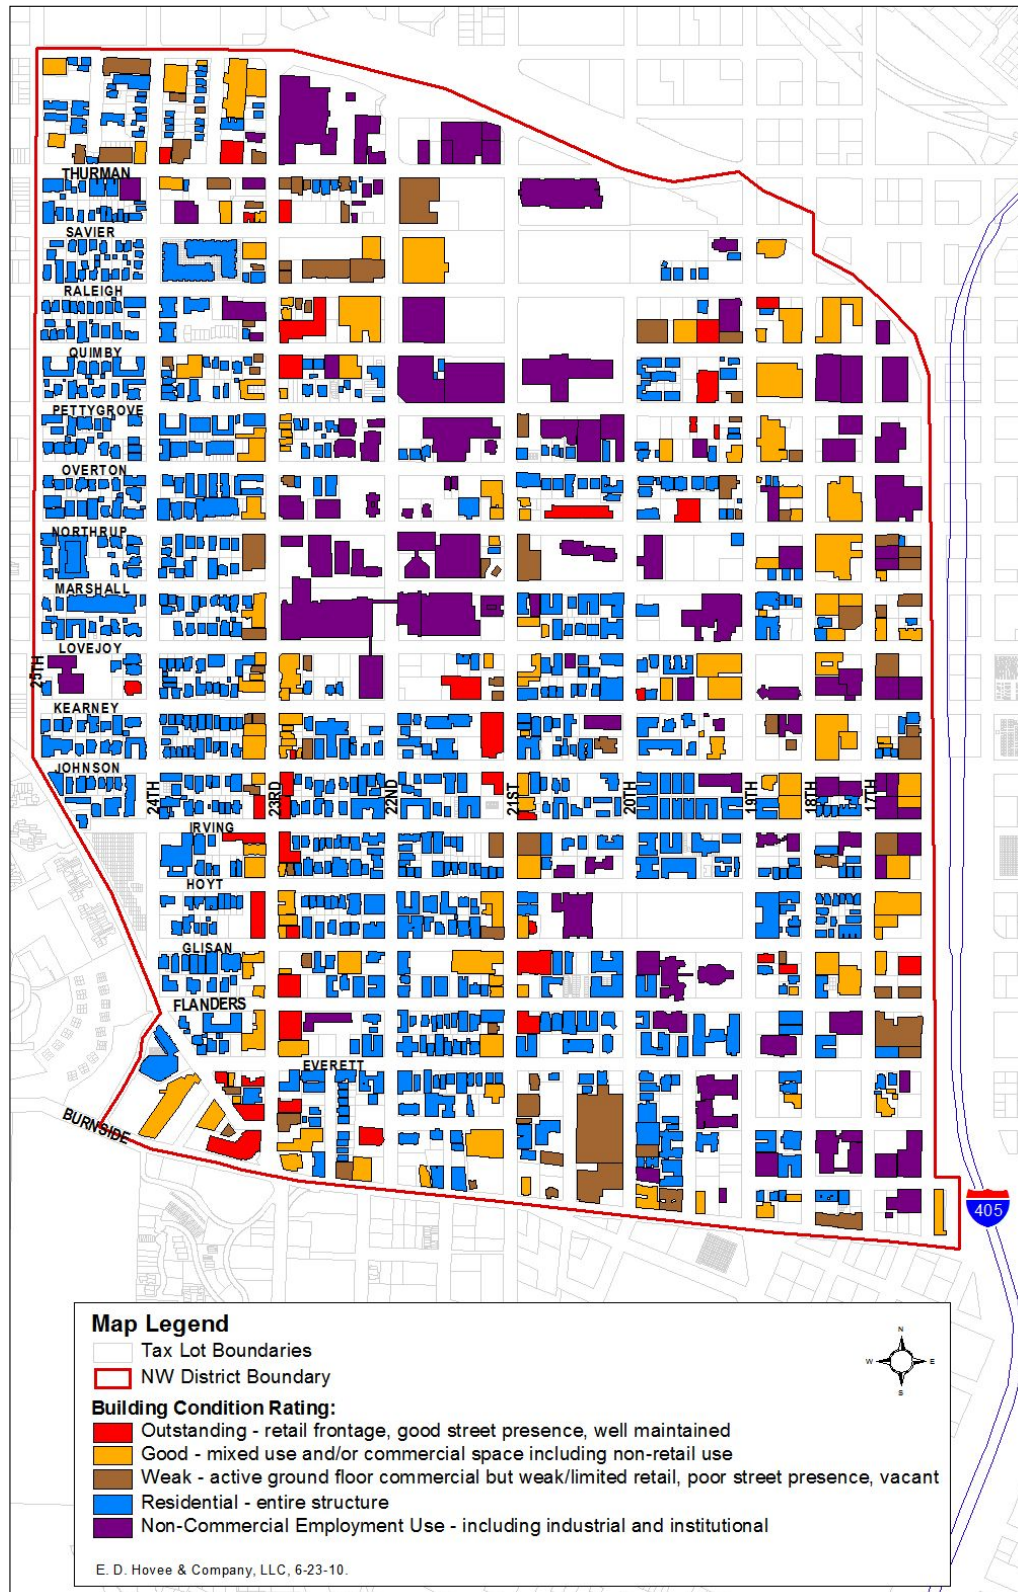 THURMAN
SAVIER
RALEIGH
QUIMBY
PETTYGROVE
OVERTON
NORTHRUP
MARSHALL
LOVEJOY
25TH
KEARNEY
JOHNSON
24TH
23RD
22ND
21ST
20TH
19TH
18TH
17TH
IRVING
HOYT
GLISAN
FLANDERS
EVERETT
BURNSIDE
405
Map Legend
Tax Lot Boundaries
NW District Boundary
Building Condition Rating:
Outstanding - retail frontage, good street presence, well maintained
Good - mixed use and/or commercial space including non-retail use
Weak - active ground floor commercial but weak/limited retail, poor street presence, vacant
Residential - entire structure
Non-Commercial Employment Use - including industrial and institutional
N
W
E
S
E. D. Hovee & Company, LLC, 6-23-10.